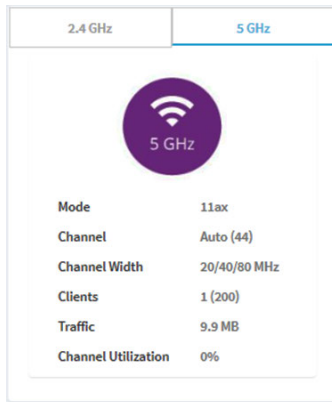 2.4 GHz 5 GHz
5 GHz
Mode 11ax
Channel Auto (44)
Channel Width 20/40/80 MHz
Clients 1 (200)
Traffic 9.9 MB
Channel Utilization 0%